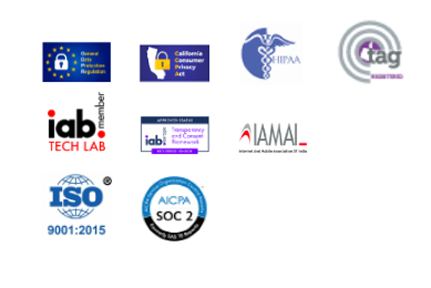 General
Data
Protection
Regulation
California
Consumer
Privacy
Act
HIPAA
tag
REGISTERED
iab.
member
TECH LAB
iab
Transparency
and Consent
Framework
IAMAI
Internet And Mobile Association Of India
ISO
®
9001:2015
AICPA
SOC 2